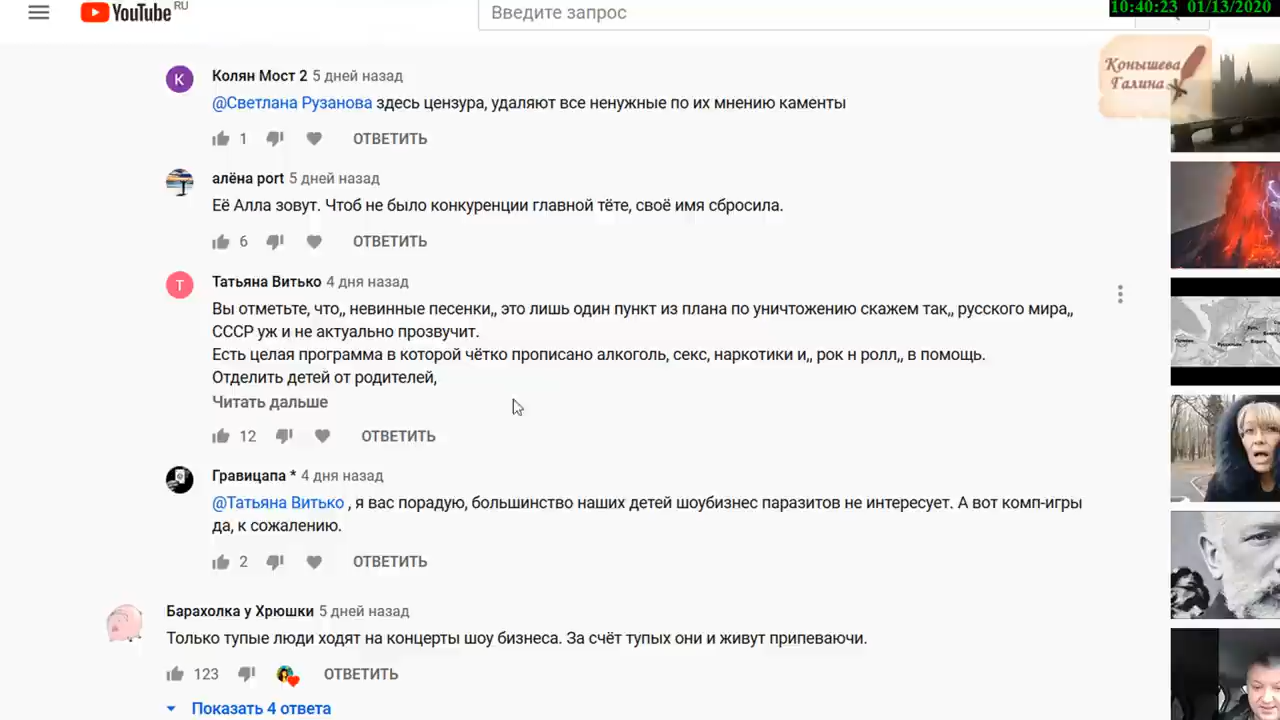 YouTube RU
Введите запрос
10:40:23 01/13/2020
Конышева
Галина
Колян Мост 2 5 дней назад
@Светлана Рузанова здесь цензура, удаляют все ненужные по их мнению каменты
1 ОТВЕТИТЬ
алёна port 5 дней назад
Её Алла зовут. Чтоб не было конкуренции главной тёте, своё имя сбросила.
6 ОТВЕТИТЬ
Татьяна Витько 4 дня назад
Вы отметьте, что,, невинные песенки,, это лишь один пункт из плана по уничтожению скажем так,, русского мира,,
СССР уж и не актуально прозвучит.
Есть целая программа в которой чётко прописано алкоголь, секс, наркотики и,, рок н ролл,, в помощь.
Отделить детей от родителей,
Читать дальше
12 ОТВЕТИТЬ
Гравицапа * 4 дня назад
@Татьяна Витько , я вас порадую, большинство наших детей шоубизнес паразитов не интересует. А вот комп-игры
да, к сожалению.
2 ОТВЕТИТЬ
Барахолка у Хрюшки 5 дней назад
Только тупые люди ходят на концерты шоу бизнеса. За счёт тупых они и живут припеваючи.
123 ОТВЕТИТЬ
Показать 4 ответа